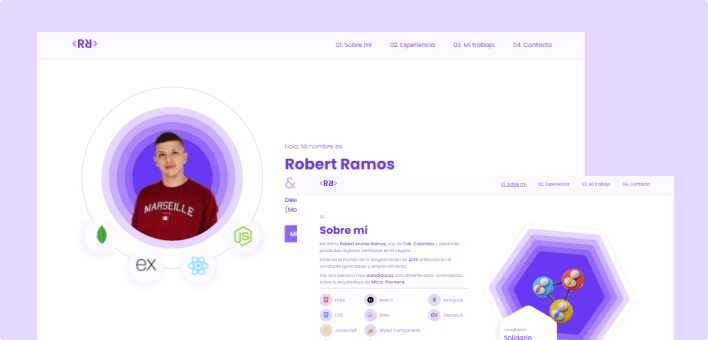 <RR>
01. Sobre mí
02. Experiencia
03. Mi trabajo
04. Contacto
Hola, Mi nombre es
Robert Ramos
&
Des
(Mo
MARSEILLE
EX
JS
<RR>
01. Sobre mí
02. Experiencia
03. Mi trabajo
04. Contacto
01.
Sobre mí
Me llamo Robert Andres Ramos, soy de Cali, Colombia y desarrollo
productos digitales centrados en el usuario.
Inicie en el mundo de la programación en 2019. Enfocado en el
constante aprendizaje y emprendimiento.
Soy una persona muy autodidacta, actualmente estoy aprendiendo
sobre la Arquitectura de Micro-Frontend.
HTML
Next.js
MongoDB
CSS
Sass
EX
ExpressJS
Javascript
Styled Components
Solidario